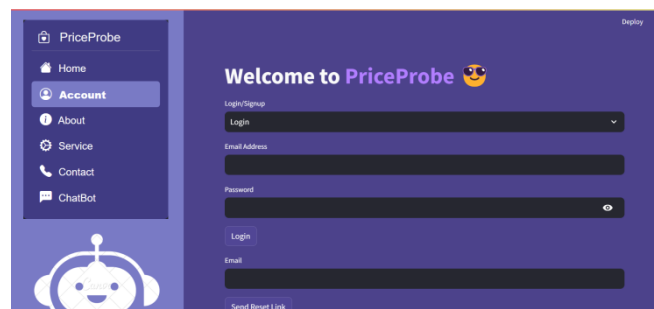 PriceProbe
Home
Account
About
Service
Contact
ChatBot
Deploy
Welcome to PriceProbe
Login/Signup
Login
Email Address
Password
Login
Email
Send Reset Link